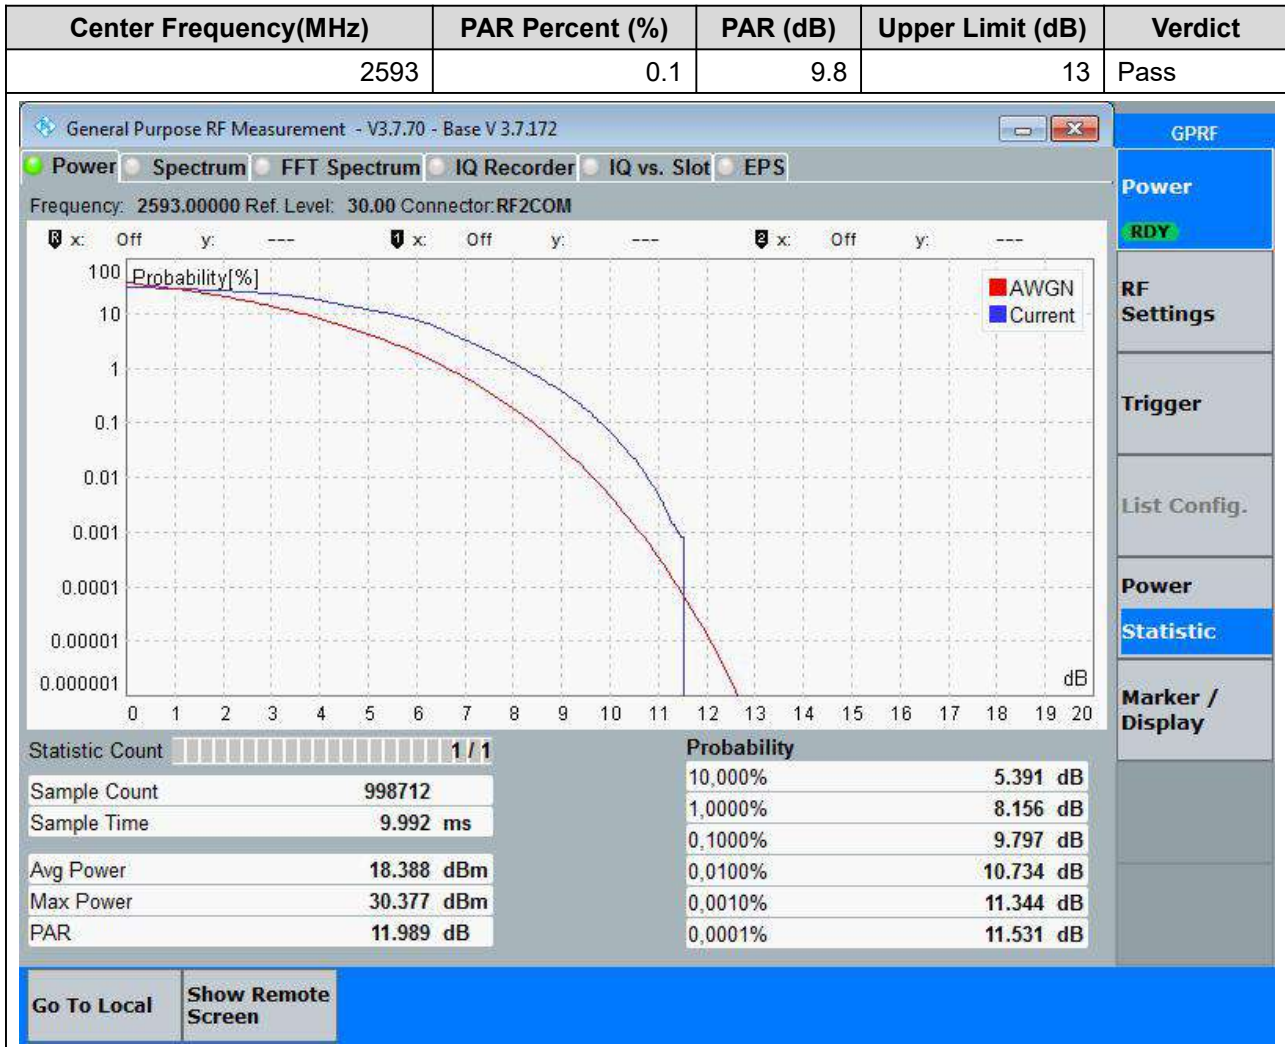 Center Frequency(MHz) PAR Percent (%) PAR (dB) Upper Limit (dB) Verdict
2593 0.1 9.8 13 Pass
General Purpose RF Measurement - V3.7.70 - Base V 3.7.172
GPRF
Power Spectrum FFT Spectrum IQ Recorder IQ vs. Slot EPS
Frequency: 2593.00000 Ref. Level: 30.00 Connector:RF2COM
R x: Off y: --- 1 x: Off y: --- 2 x: Off y: ---
Probability[%]
100
10
1
0.1
0.01
0.001
0.0001
0.00001
0.000001
AWGN
Current
dB
0 1 2 3 4 5 6 7 8 9 10 11 12 13 14 15 16 17 18 19 20
Statistic Count 1 / 1
Sample Count 998712
Sample Time 9.992 ms
Avg Power 18.388 dBm
Max Power 30.377 dBm
PAR 11.989 dB
Probability
10,000% 5.391 dB
1,0000% 8.156 dB
0,1000% 9.797 dB
0,0100% 10.734 dB
0,0010% 11.344 dB
0,0001% 11.531 dB
Power
RDY
RF
Settings
Trigger
List Config.
Power
Statistic
Marker /
Display
Go To Local
Show Remote
Screen